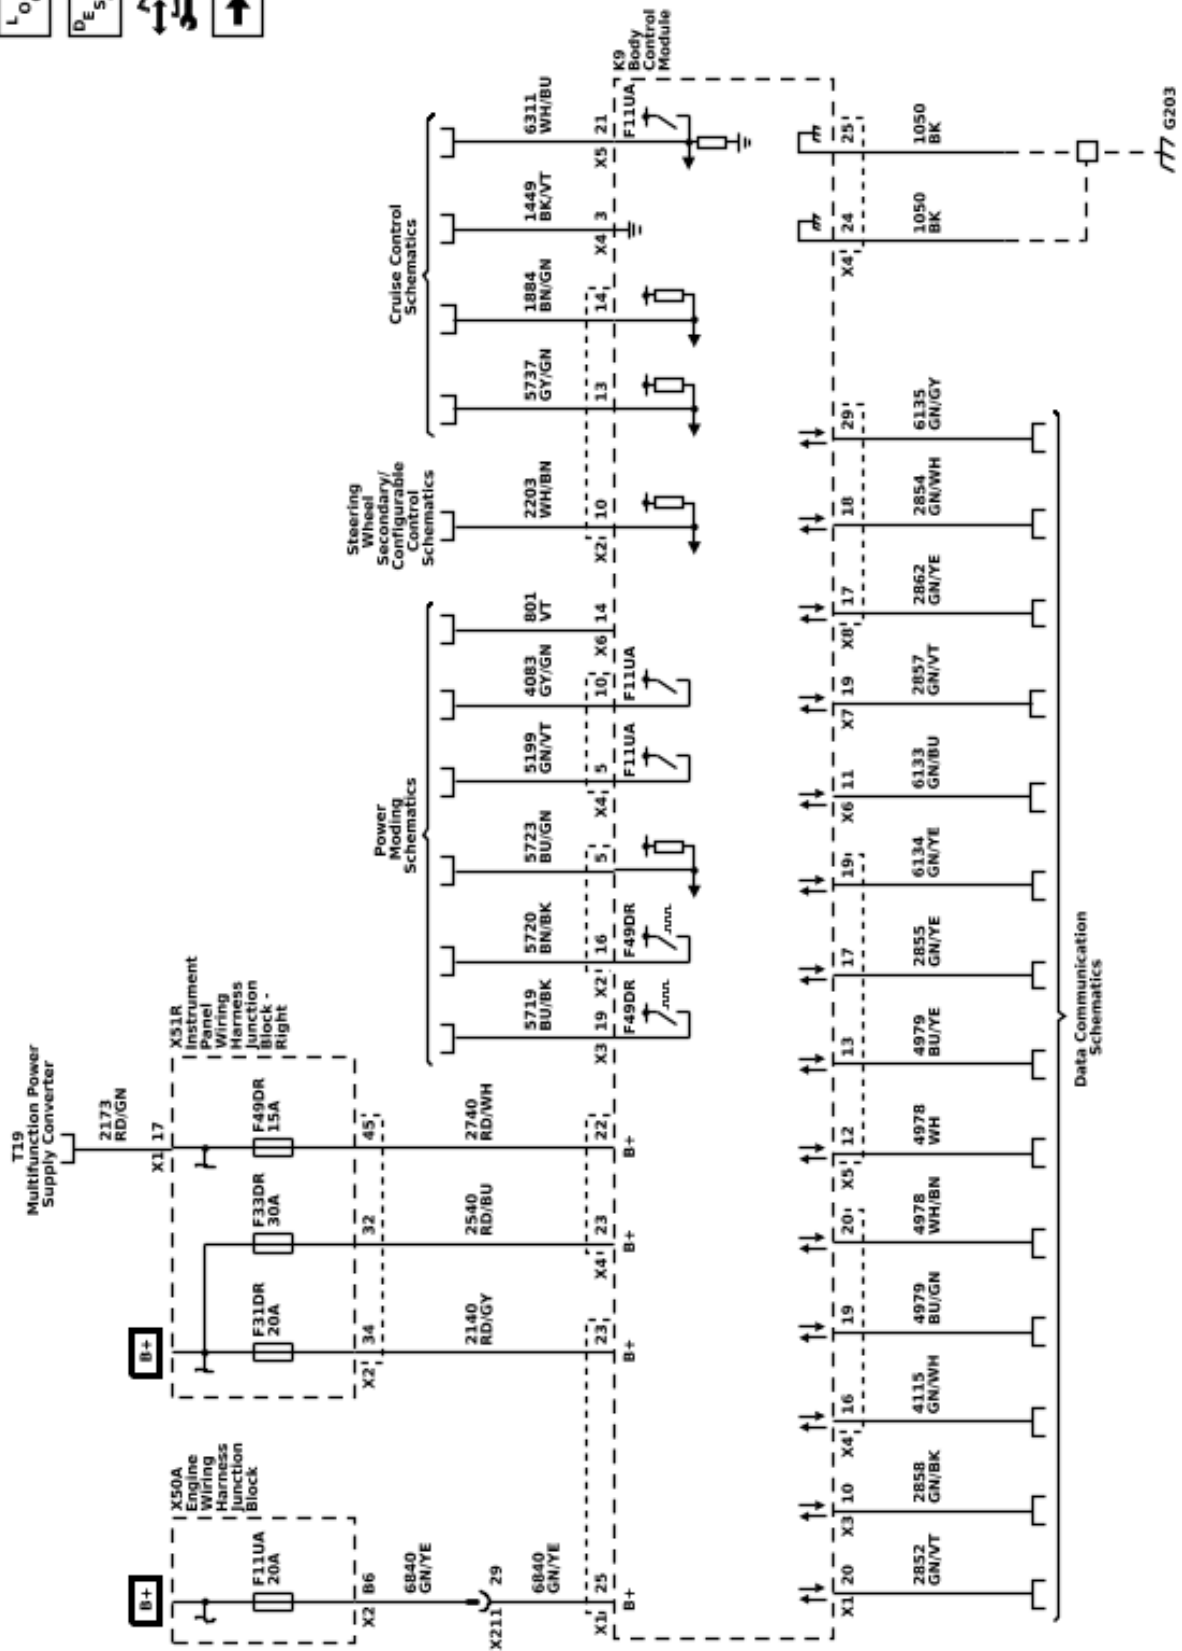 L
O
D
E
S
T19
Multifunction Power
Supply Converter
2173
RD/GN
X1 17
B+
B+
X50A
Engine
Wiring
Harness
Junction
Block
F11UA
20A
X2 B6
6840
GN/YE
X211 29
6840
GN/YE
X1 25
B+
X51R
Instrument
Panel
Wiring
Harness
Junction
Block -
Right
F31DR
20A
F33DR
30A
F49DR
15A
X2 34
32
45
2140
RD/GY
2540
RD/BU
2740
RD/WH
23
B+
X4 23
B+
22
B+
Power
Moding
Schematics
5719
BU/BK
5720
BN/BK
5723
BU/GN
5199
GN/VT
4083
GY/GN
801
VT
X3 19
X2 16
5
X4 5
10
X6 14
F49DR
F49DR
F11UA
F11UA
Steering
Wheel
Secondary/
Configurable
Control
Schematics
2203
WH/BN
X2 10
Cruise Control
Schematics
5737
GY/GN
1884
BN/GN
1449
BK/VT
6311
WH/BU
13
14
X4 3
X5 21
F11UA
K9
Body
Control
Module
X1 20
X3 10
X4 16
19
20
X5 12
13
17
19
X6 11
X7 19
X8 17
18
29
X4 24
25
2852
GN/VT
2858
GN/BK
4115
GN/WH
4979
BU/GN
4978
WH/BN
4978
WH
4979
BU/YE
2855
GN/YE
6134
GN/YE
6133
GN/BU
2857
GN/VT
2862
GN/YE
2854
GN/WH
6135
GN/GY
1050
BK
1050
BK
Data Communication
Schematics
G203